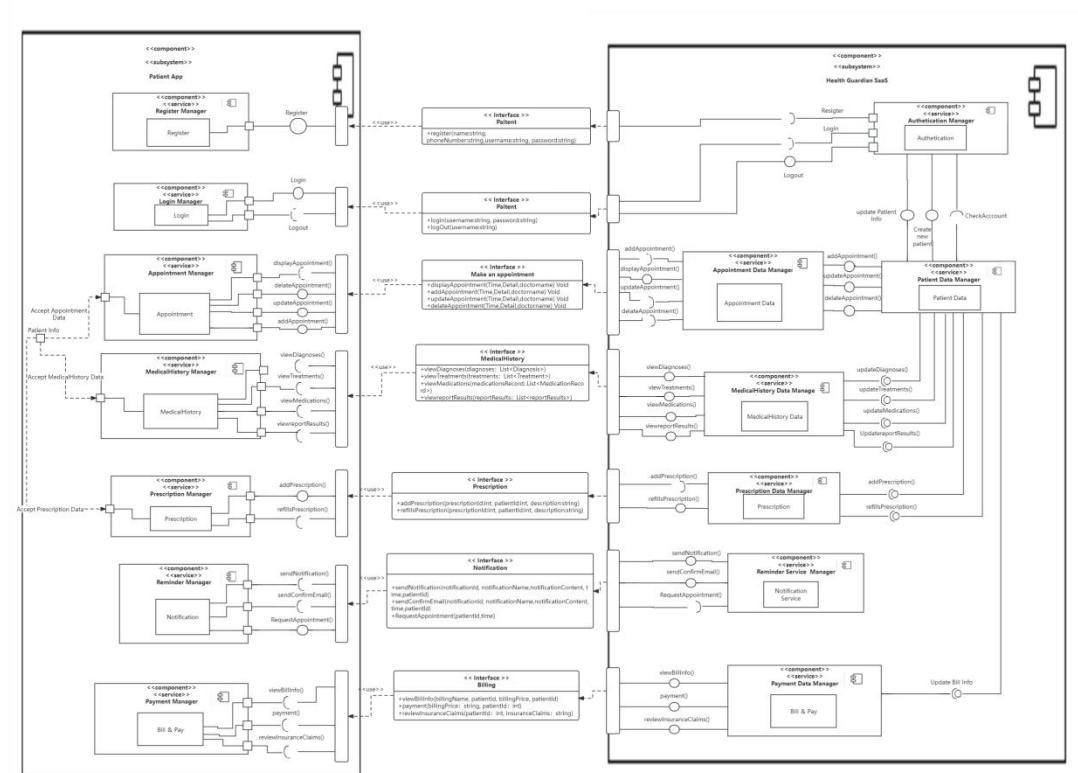 <<component>>
<<subsystem>>
Patient App
<<component>>
<<service>>
Register Manager
Register
Register
<<component>>
<<service>>
Login Manager
Login
Login
Logout
<<component>>
<<service>>
Appointment Manager
Appointment
displayAppointment()
delateAppointment()
updateAppointment()
addAppointment()
Accept Appointment
Data
Patient Info
"Accept MedicalHistory Data
Accept Prescription Data
<<component>>
<<service>>
MedicalHistory Manager
MedicalHistory
viewDiagnoses()
viewTreatments()
viewMedications()
viewreportResults()
<<component>>
<<service>>
Prescription Manager
Prescription
addPrescription()
refillsPrescription()
<<component>>
<<service>>
Reminder Manager
Notification
sendNotification()
sendConfirmEmail()
RequestAppointment()
<<component>>
<<service>>
Payment Manager
Bill & Pay
viewBillInfo()
payment()
reviewInsuranceClaims()
<<use>>
<<use>>
<<use>>
<<use>>
<<use>>
<<use>>
<<use>>
<< Interface >>
Paitent
+register(name:string,
phoneNumber:string,username:string, password:string)
<< Interface >>
Paitent
+login(username:string, password:string)
+logOut(username:string)
<< Interface >>
Make an appointment
+displayAppointment(Time,Detail,doctorname) Void
+addAppointment(Time,Detail,doctorname) Void
+updateAppointment(Time,Detail,doctorname) Void
+delateAppointment(Time,Detail,doctorname) Void
<< Interface >>
MedicalHistory
+viewDiagnoses(diagnoses: List<Diagnosis>)
+viewTreatments(treatments: List<Treatment>)
+viewMedications(medicationsRecord: List<MedicationReco
rd>)
+viewreportResults(reportResults: List<reportResults>)
<< Interface >>
Prescription
+addPrescription(prescriptionId:int, patientId:int, description:string)
+refillsPrescription(prescriptionId:int, patientId:int, description:string)
<< Interface >>
Notification
+sendNotification(notificationId, notificationName,notificationContent, t
ime,patientId)
+sendConfirmEmail(notificationId, notificationName,notificationContent,
time,patientId)
+RequestAppointment(patientId,time)
<< Interface >>
Billing
+viewBillInfo(billingName, patientId, billingPrice, patientId)
+payment(billingPrice: string, patientId: int)
+reviewInsuranceClaims(patientId: int, insuranceClaims: string)
<<component>>
<<subsystem>>
Health Guardian SaaS
Resigter
Login
Logout
<<component>>
<<service>>
Authetication Manager
Authetication
update Patient
Info
Create
new
patient
CheckAcccount
addAppointment()
displayAppointment()
updateAppointment()
delateAppointment()
<<component>>
<<service>>
Appointment Data Manager
Appointment Data
addAppointment()
updateAppointment()
delateAppointment()
<<component>>
<<service>>
Patient Data Manager
Patient Data
viewDiagnoses()
viewTreatments()
viewMedications()
viewreportResults()
<<component>>
<<service>>
MedicalHistory Data Manager
MedicalHistory Data
updateDiagnoses()
updateTreatments()
updateMedications()
UpdatereportResults()
addPrescription()
refillsPrescription()
<<component>>
<<service>>
Prescription Data Manager
Prescription
addPrescription()
refillsPrescription()
sendNotification()
sendConfirmEmail()
RequestAppointment()
<<component>>
<<service>>
Reminder Service Manager
Notification
Service
viewBillInfo()
payment()
reviewInsuranceClaims()
<<component>>
<<service>>
Payment Data Manager
Bill & Pay
Update Bill Info